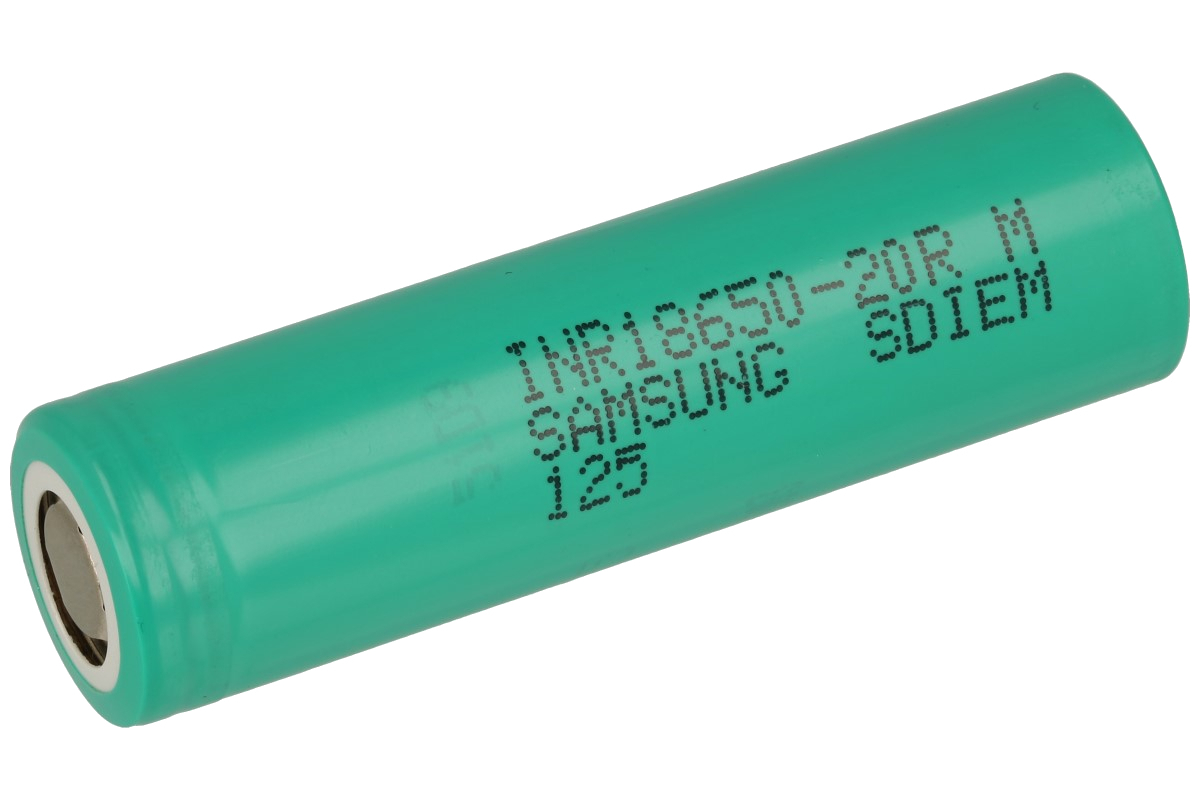 INR18650-20R M
SAMSUNG SDIEM
125